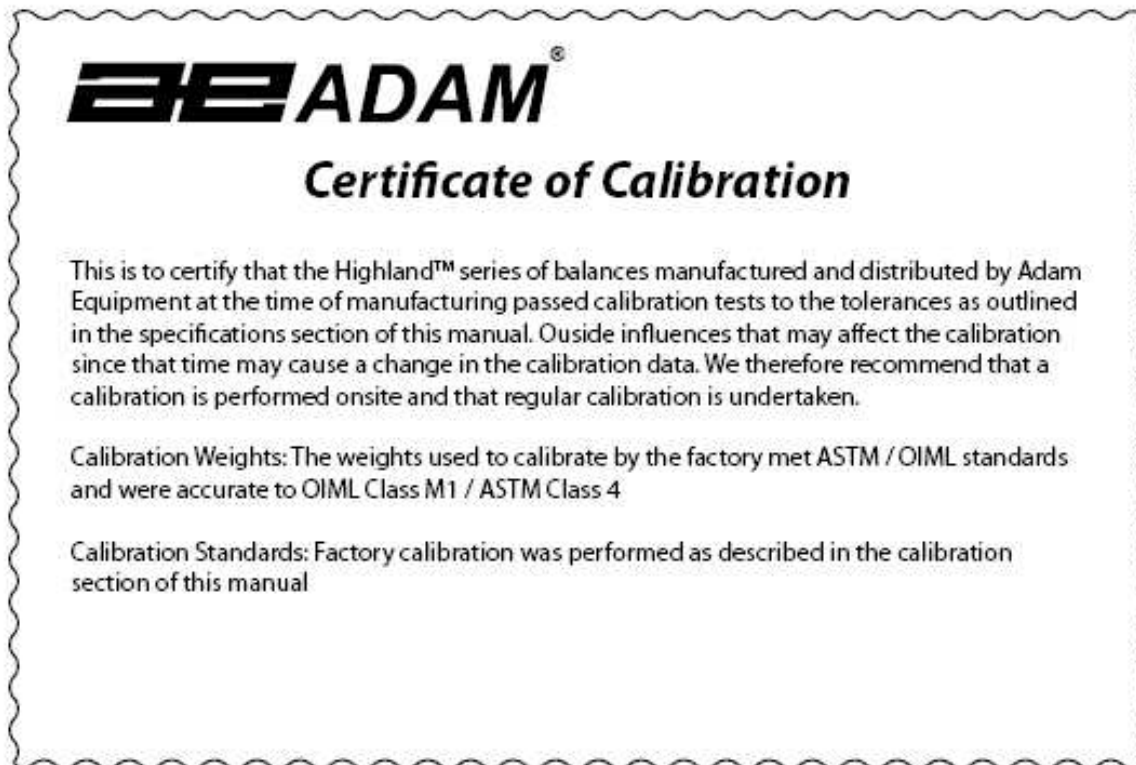 ae ADAM®
Certificate of Calibration
This is to certify that the Highland™ series of balances manufactured and distributed by Adam
Equipment at the time of manufacturing passed calibration tests to the tolerances as outlined
in the specifications section of this manual. Ouside influences that may affect the calibration
since that time may cause a change in the calibration data. We therefore recommend that a
calibration is performed onsite and that regular calibration is undertaken.
Calibration Weights: The weights used to calibrate by the factory met ASTM / OIML standards
and were accurate to OIML Class M1 / ASTM Class 4
Calibration Standards: Factory calibration was performed as described in the calibration
section of this manual